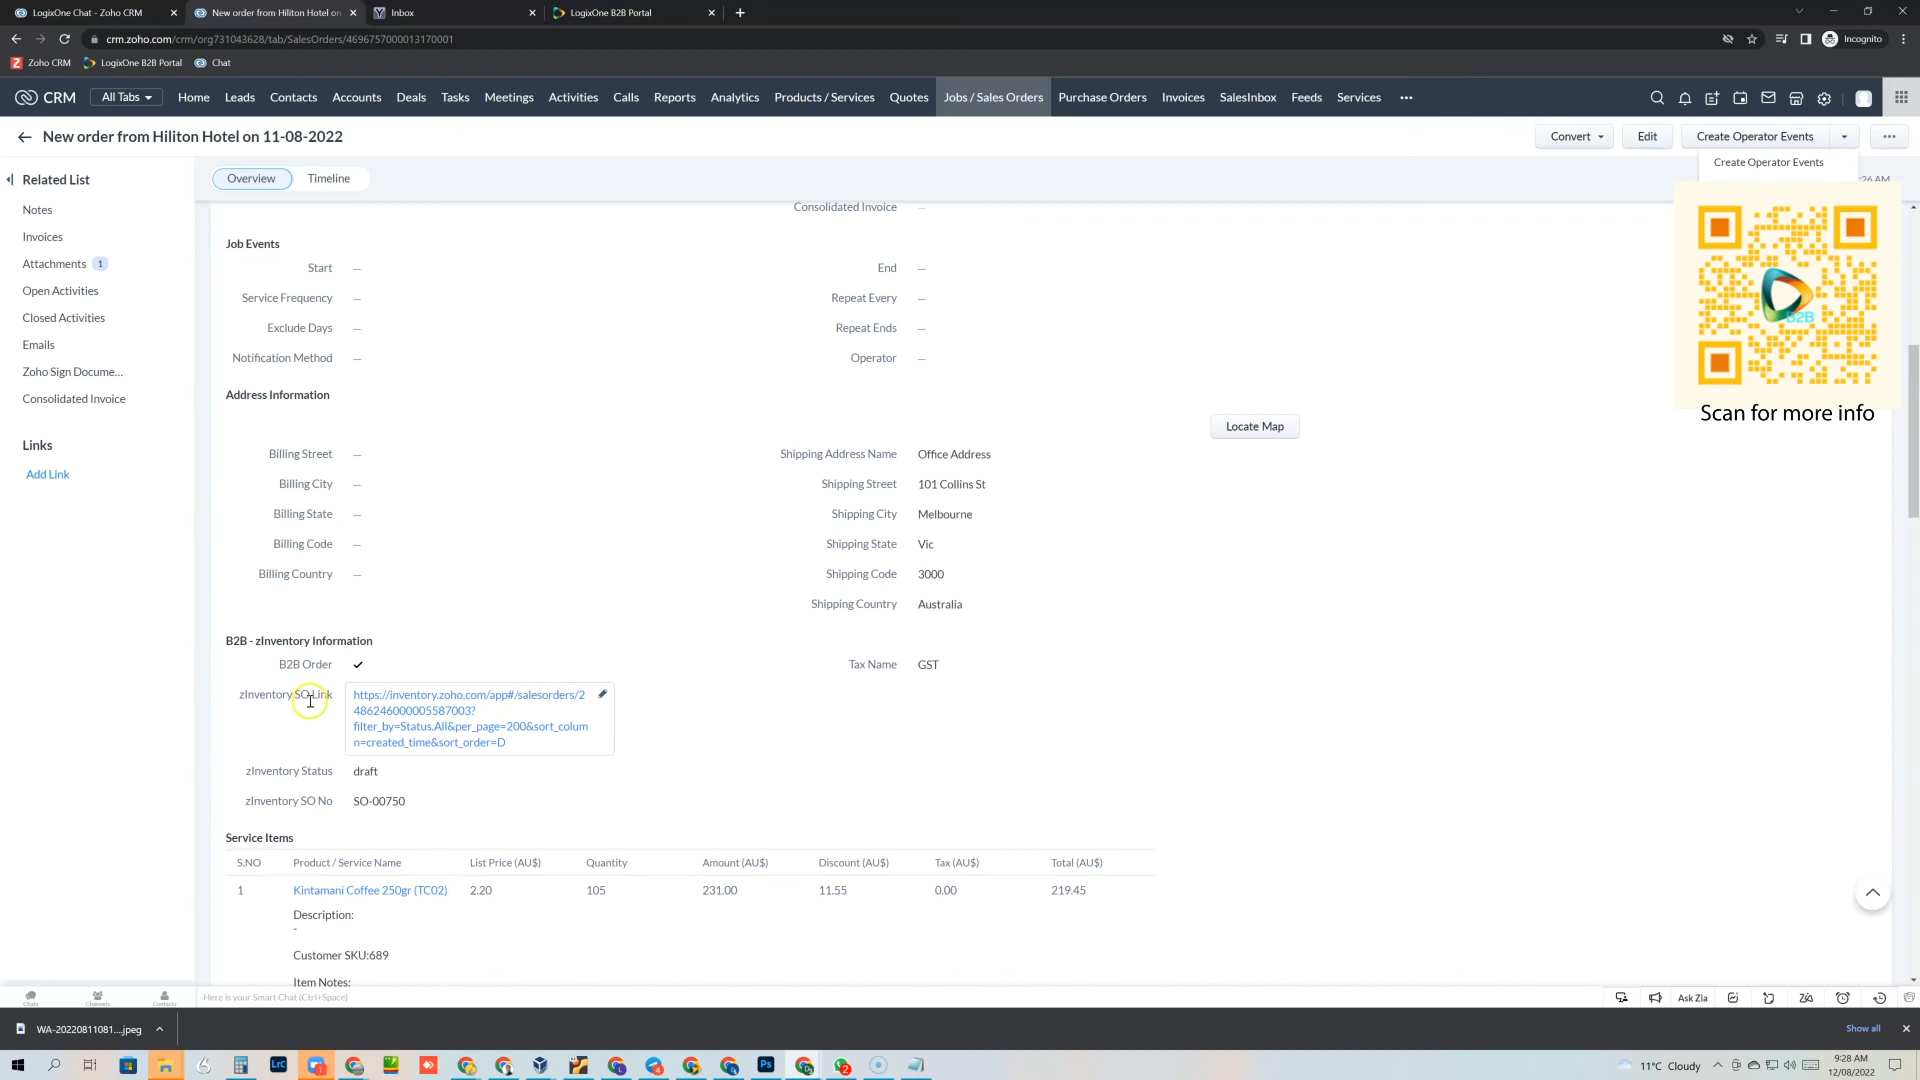 LogixOne Chat - Zoho CRM
New order from Hiliton Hotel on
Inbox
LogixOne B2B Portal
crm.zoho.com/crm/org731043628/tab/SalesOrders/4696757000013170001
Incognito
Zoho CRM
LogixOne B2B Portal
Chat
CRM
All Tabs
Home
Leads
Contacts
Accounts
Deals
Tasks
Meetings
Activities
Calls
Reports
Analytics
Products / Services
Quotes
Jobs / Sales Orders
Purchase Orders
Invoices
SalesInbox
Feeds
Services
New order from Hiliton Hotel on 11-08-2022
Convert
Edit
Create Operator Events
Create Operator Events
:26 AM
Related List
Notes
Invoices
Attachments 1
Open Activities
Closed Activities
Emails
Zoho Sign Docume...
Consolidated Invoice
Links
Add Link
Overview
Timeline
Consolidated Invoice —
Job Events
Start —
End —
Service Frequency —
Repeat Every —
Exclude Days —
Repeat Ends —
Notification Method —
Operator —
Address Information
Locate Map
Billing Street —
Shipping Address Name Office Address
Billing City —
Shipping Street 101 Collins St
Billing State —
Shipping City Melbourne
Billing Code —
Shipping State Vic
Billing Country —
Shipping Code 3000
Shipping Country Australia
B2B - zInventory Information
B2B Order
Tax Name GST
zInventory SO Link
https://inventory.zoho.com/app#/salesorders/2
486246000005587003?
filter_by=Status.All&per_page=200&sort_colum
n=created_time&sort_order=D
zInventory Status draft
zInventory SO No SO-00750
Service Items
S.NO Product / Service Name List Price (AU$) Quantity Amount (AU$) Discount (AU$) Tax (AU$) Total (AU$)
1 Kintamani Coffee 250gr (TC02) 2.20 105 231.00 11.55 0.00 219.45
Description:
-
Customer SKU:689
Item Notes:
B2B
Scan for more info
Chats
Channels
Contacts
Here is your Smart Chat (Ctrl+Space)
Ask Zia
WA-20220811081....jpeg
Show all
LrC
Ps
11°C Cloudy
9:28 AM
12/08/2022